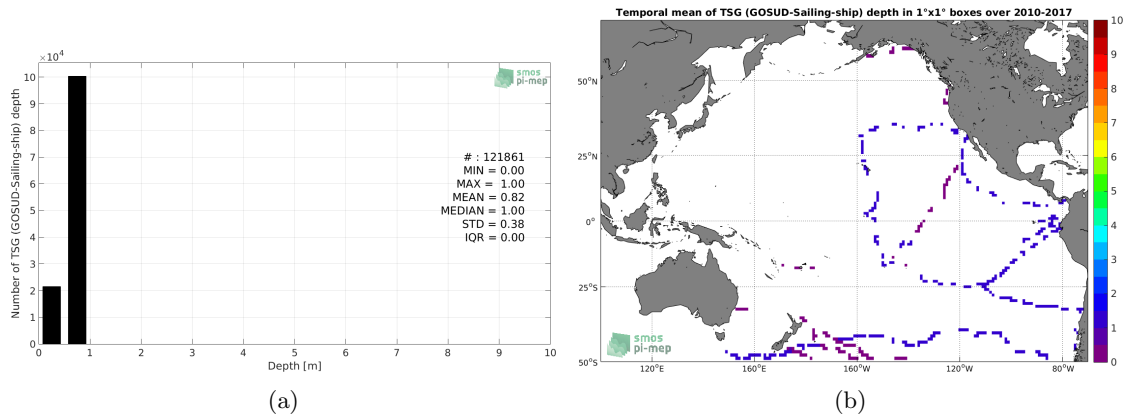 ×10⁴
10
9
8
7
6
5
4
3
2
1
0
Number of TSG (GOSUD-Sailing-ship) depth
smos
pi-mep
# : 121861
MIN = 0.00
MAX = 1.00
MEAN = 0.82
MEDIAN = 1.00
STD = 0.38
IQR = 0.00
0 1 2 3 4 5 6 7 8 9 10
Depth [m]
(a)
Temporal mean of TSG (GOSUD-Sailing-ship) depth in 1°x1° boxes over 2010-2017
50°N
25°N
0°
25°S
50°S
smos
pi-mep
120°E 160°E 160°W 120°W 80°W
10
9
8
7
6
5
4
3
2
1
0
(b)